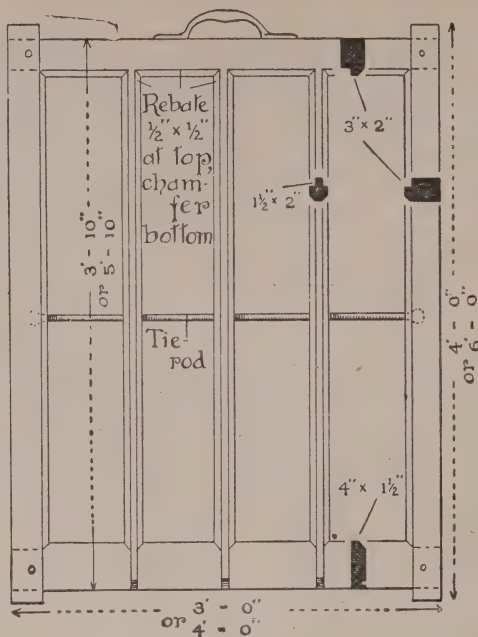 Rebate
½" × ½"
at top,
cham-
fer
bottom
3" × 2"
1½" × 2"
3' - 10"
or 5' - 10"
4' - 0"
or 6' - 0"
Tie-
rod
4" × 1½"
3' - 0"
or 4' - 0"